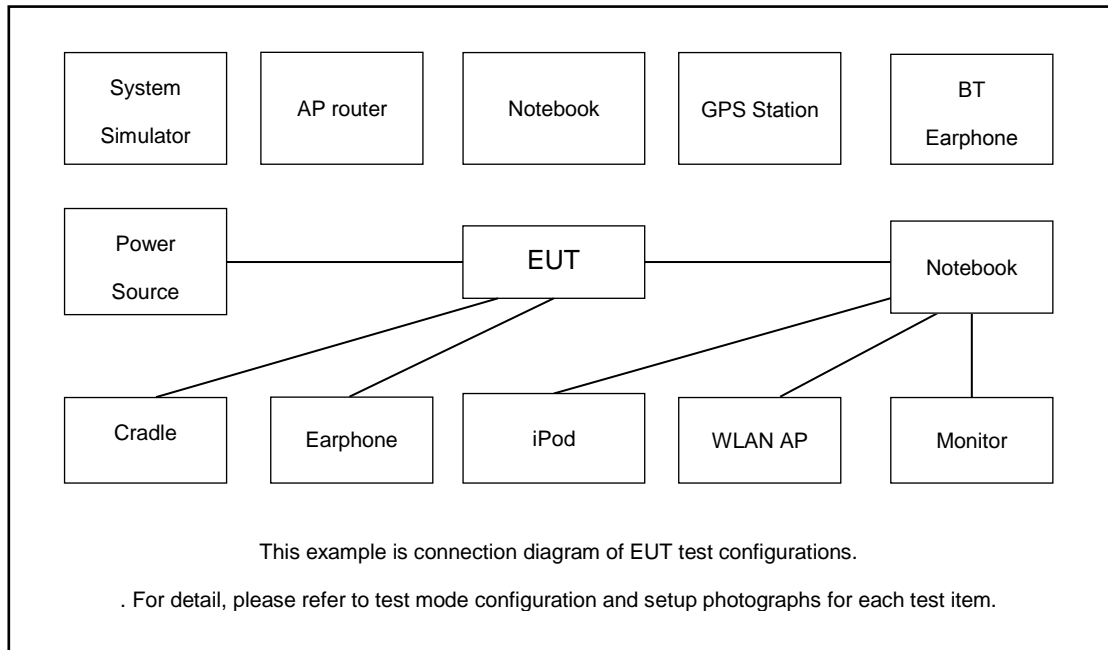 System
Simulator
AP router
Notebook
GPS Station
BT
Earphone
Power
Source
EUT
Notebook
Cradle
Earphone
iPod
WLAN AP
Monitor
This example is connection diagram of EUT test configurations.
. For detail, please refer to test mode configuration and setup photographs for each test item.